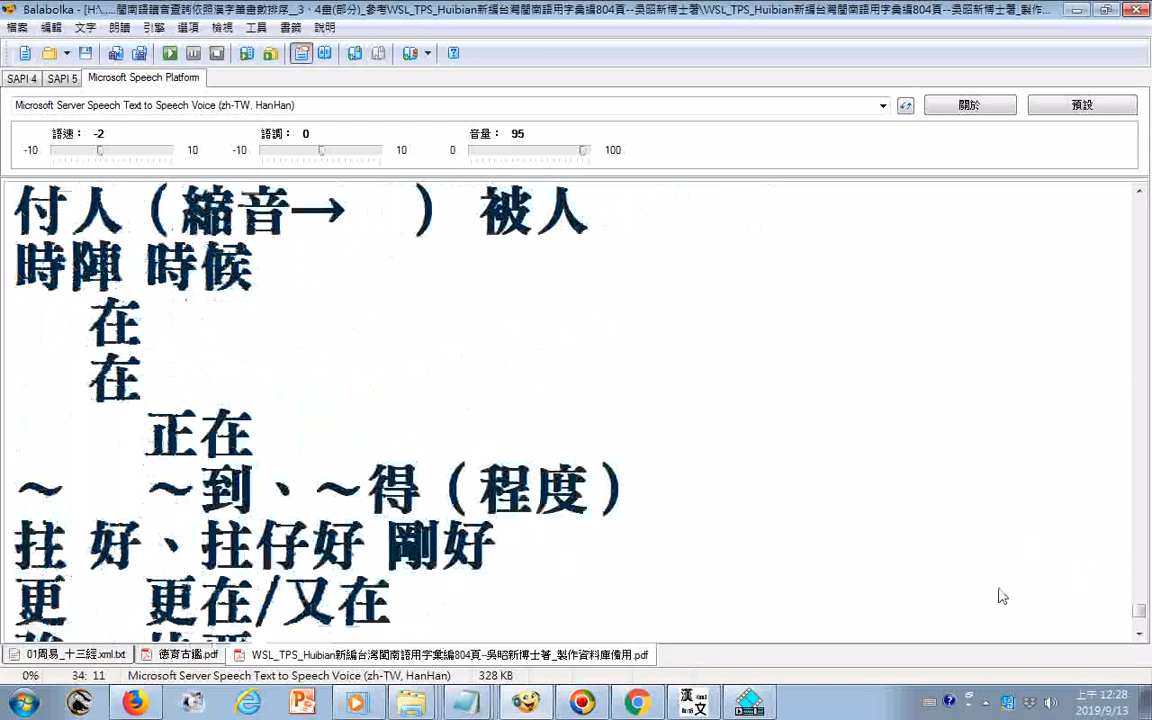 Balabolka - [H:\....閩南語語音查詢依照漢字筆畫數排序_3、4畫(部分)_參考WSL_TPS_Huibian新編台灣閩南語用字彙編804頁--吳昭新博士著\WSL_TPS_Huibian新編台灣閩南語用字彙編804頁--吳昭新博士著_製作...
檔案 編輯 文字 朗讀 引擎 選項 檢視 工具 書籤 說明
SAPI 4 SAPI 5 Microsoft Speech Platform
Microsoft Server Speech Text to Speech Voice (zh-TW, HanHan) 關於 預設
語速： -2 語調： 0 音量： 95
-10 10 -10 10 0 100
付人（縮音→ ） 被人
時陣 時候
在
在
正在
～ ～到、～得（程度）
拄 好、拄仔好 剛好
更 更在/又在
01周易_十三經.xml.txt 德育古鑑.pdf WSL_TPS_Huibian新編台灣閩南語用字彙編804頁--吳昭新博士著_製作資料庫備用.pdf
0% 34: 11 Microsoft Server Speech Text to Speech Voice (zh-TW, HanHan) 328 KB
漢文 上午 12:28
2019/9/13